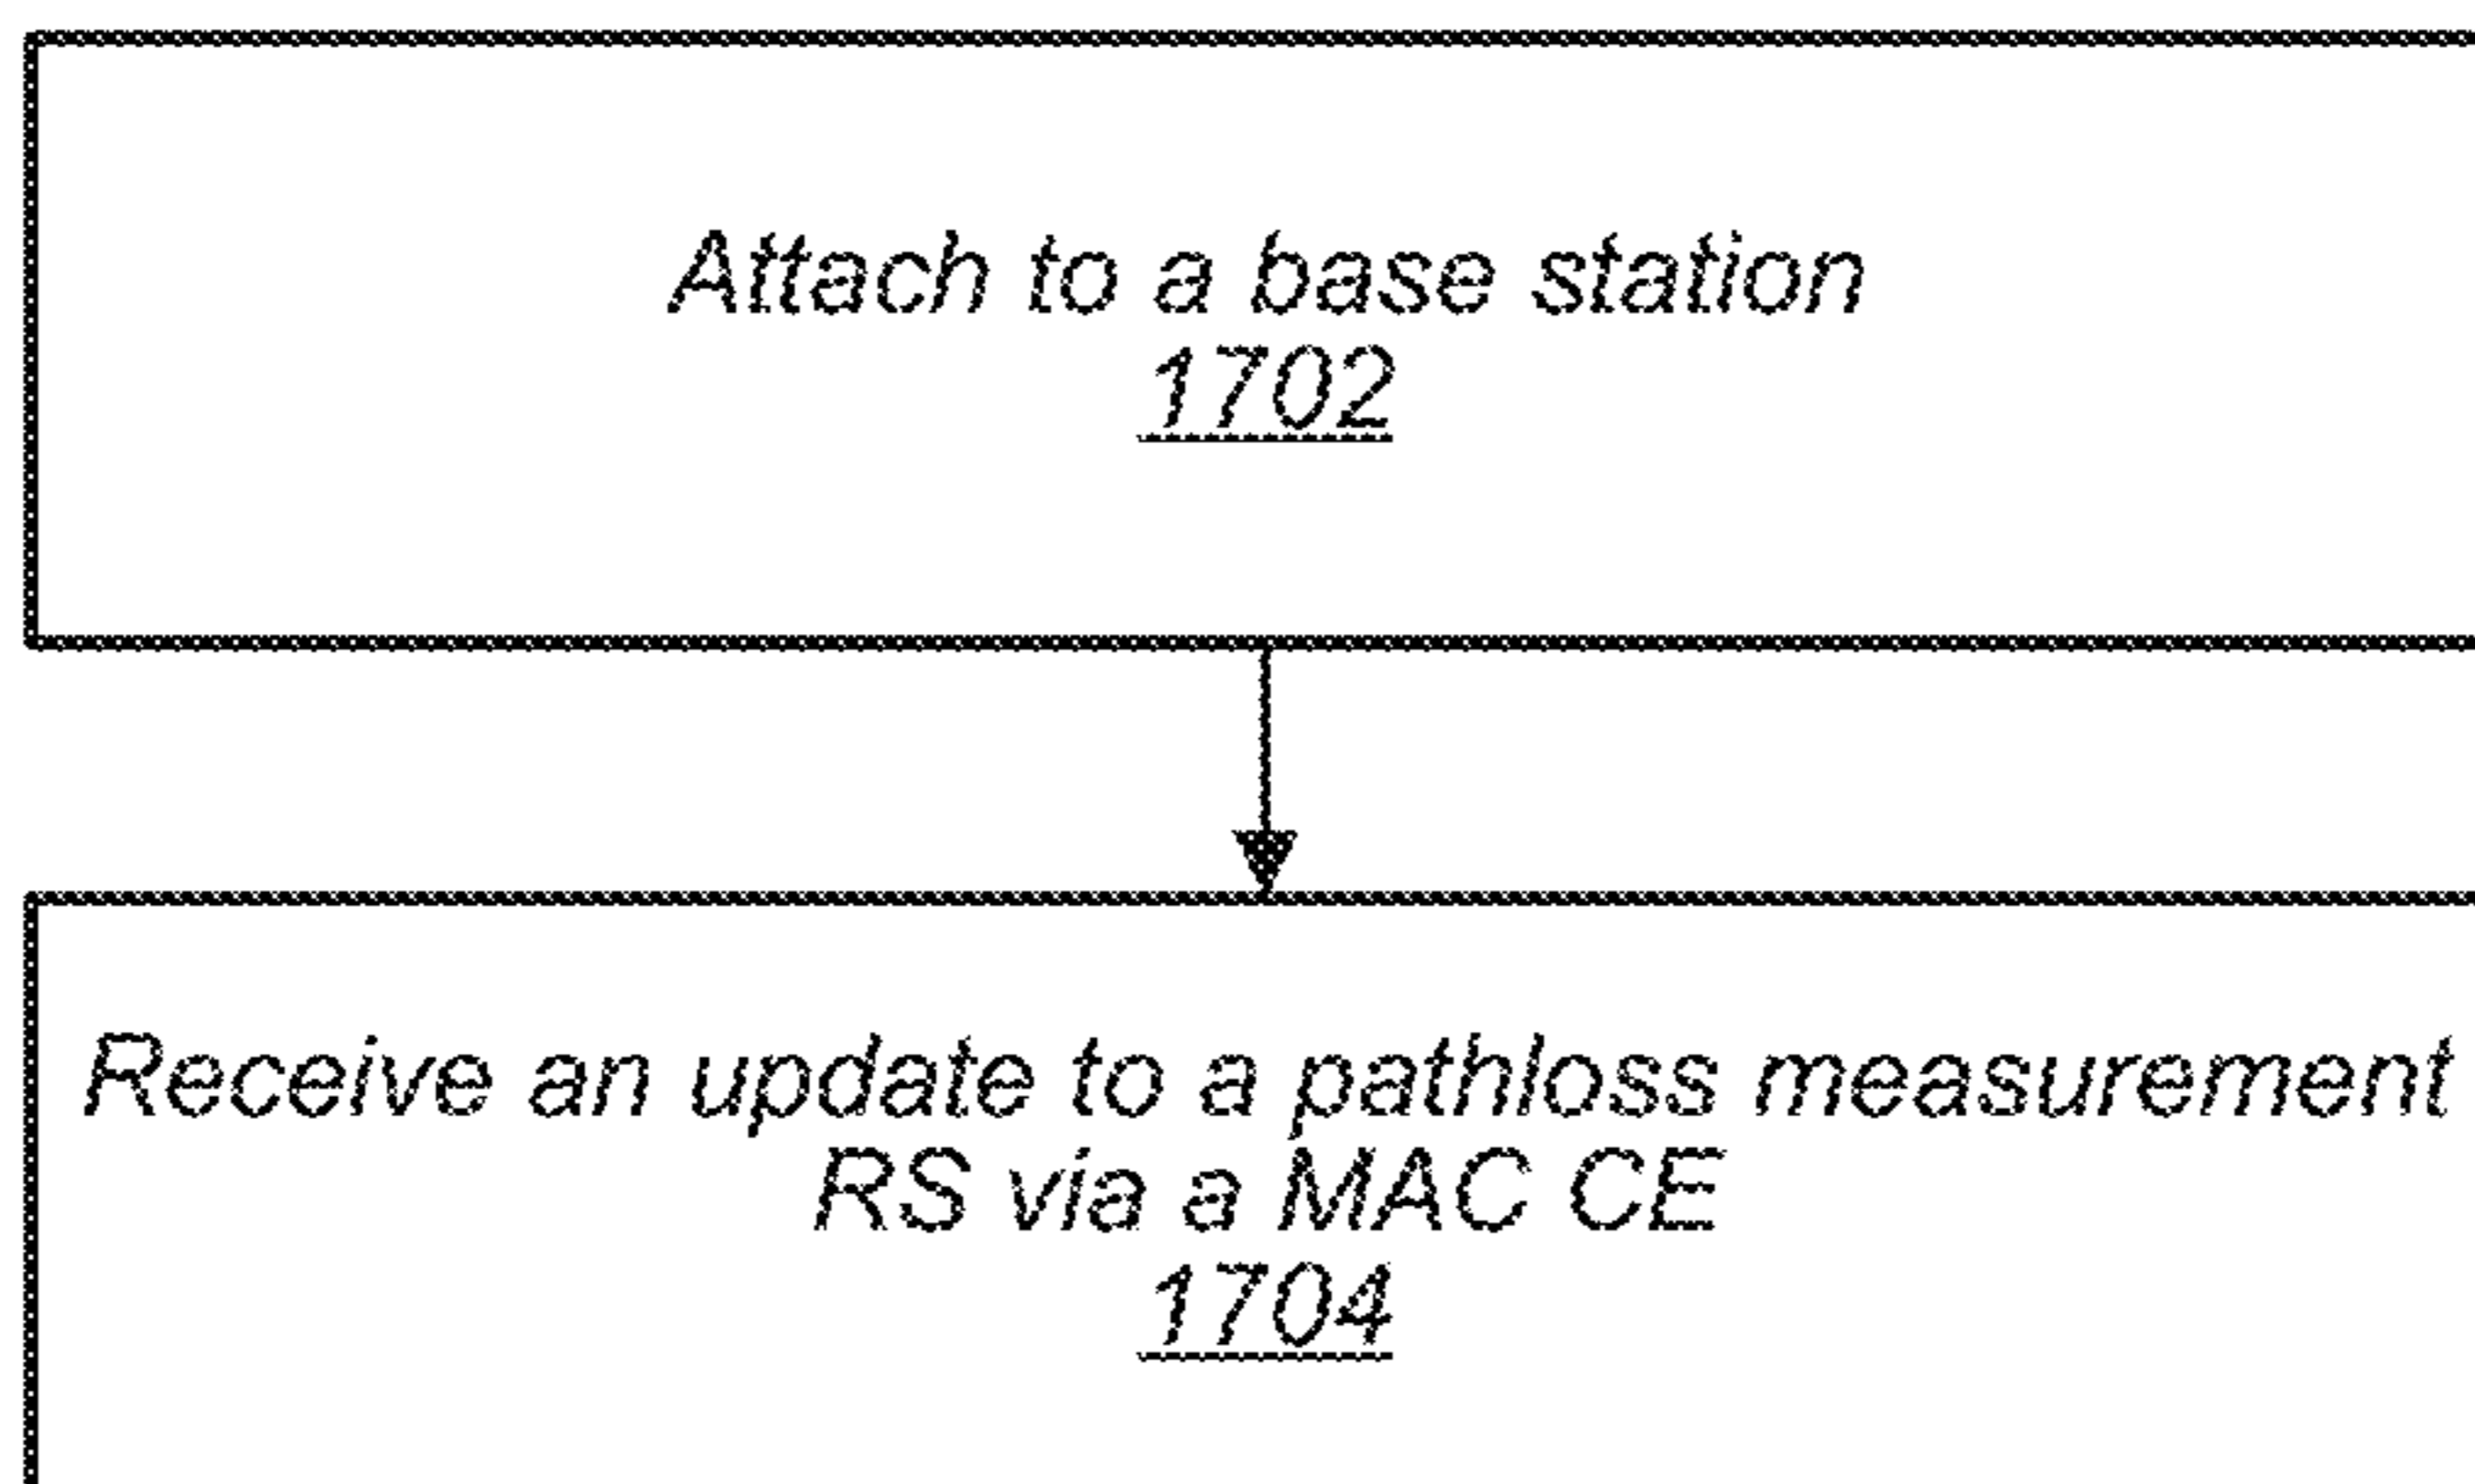 Attach to a base station
1702
Receive an update to a pathloss measurement
RS via a MAC CE
1704